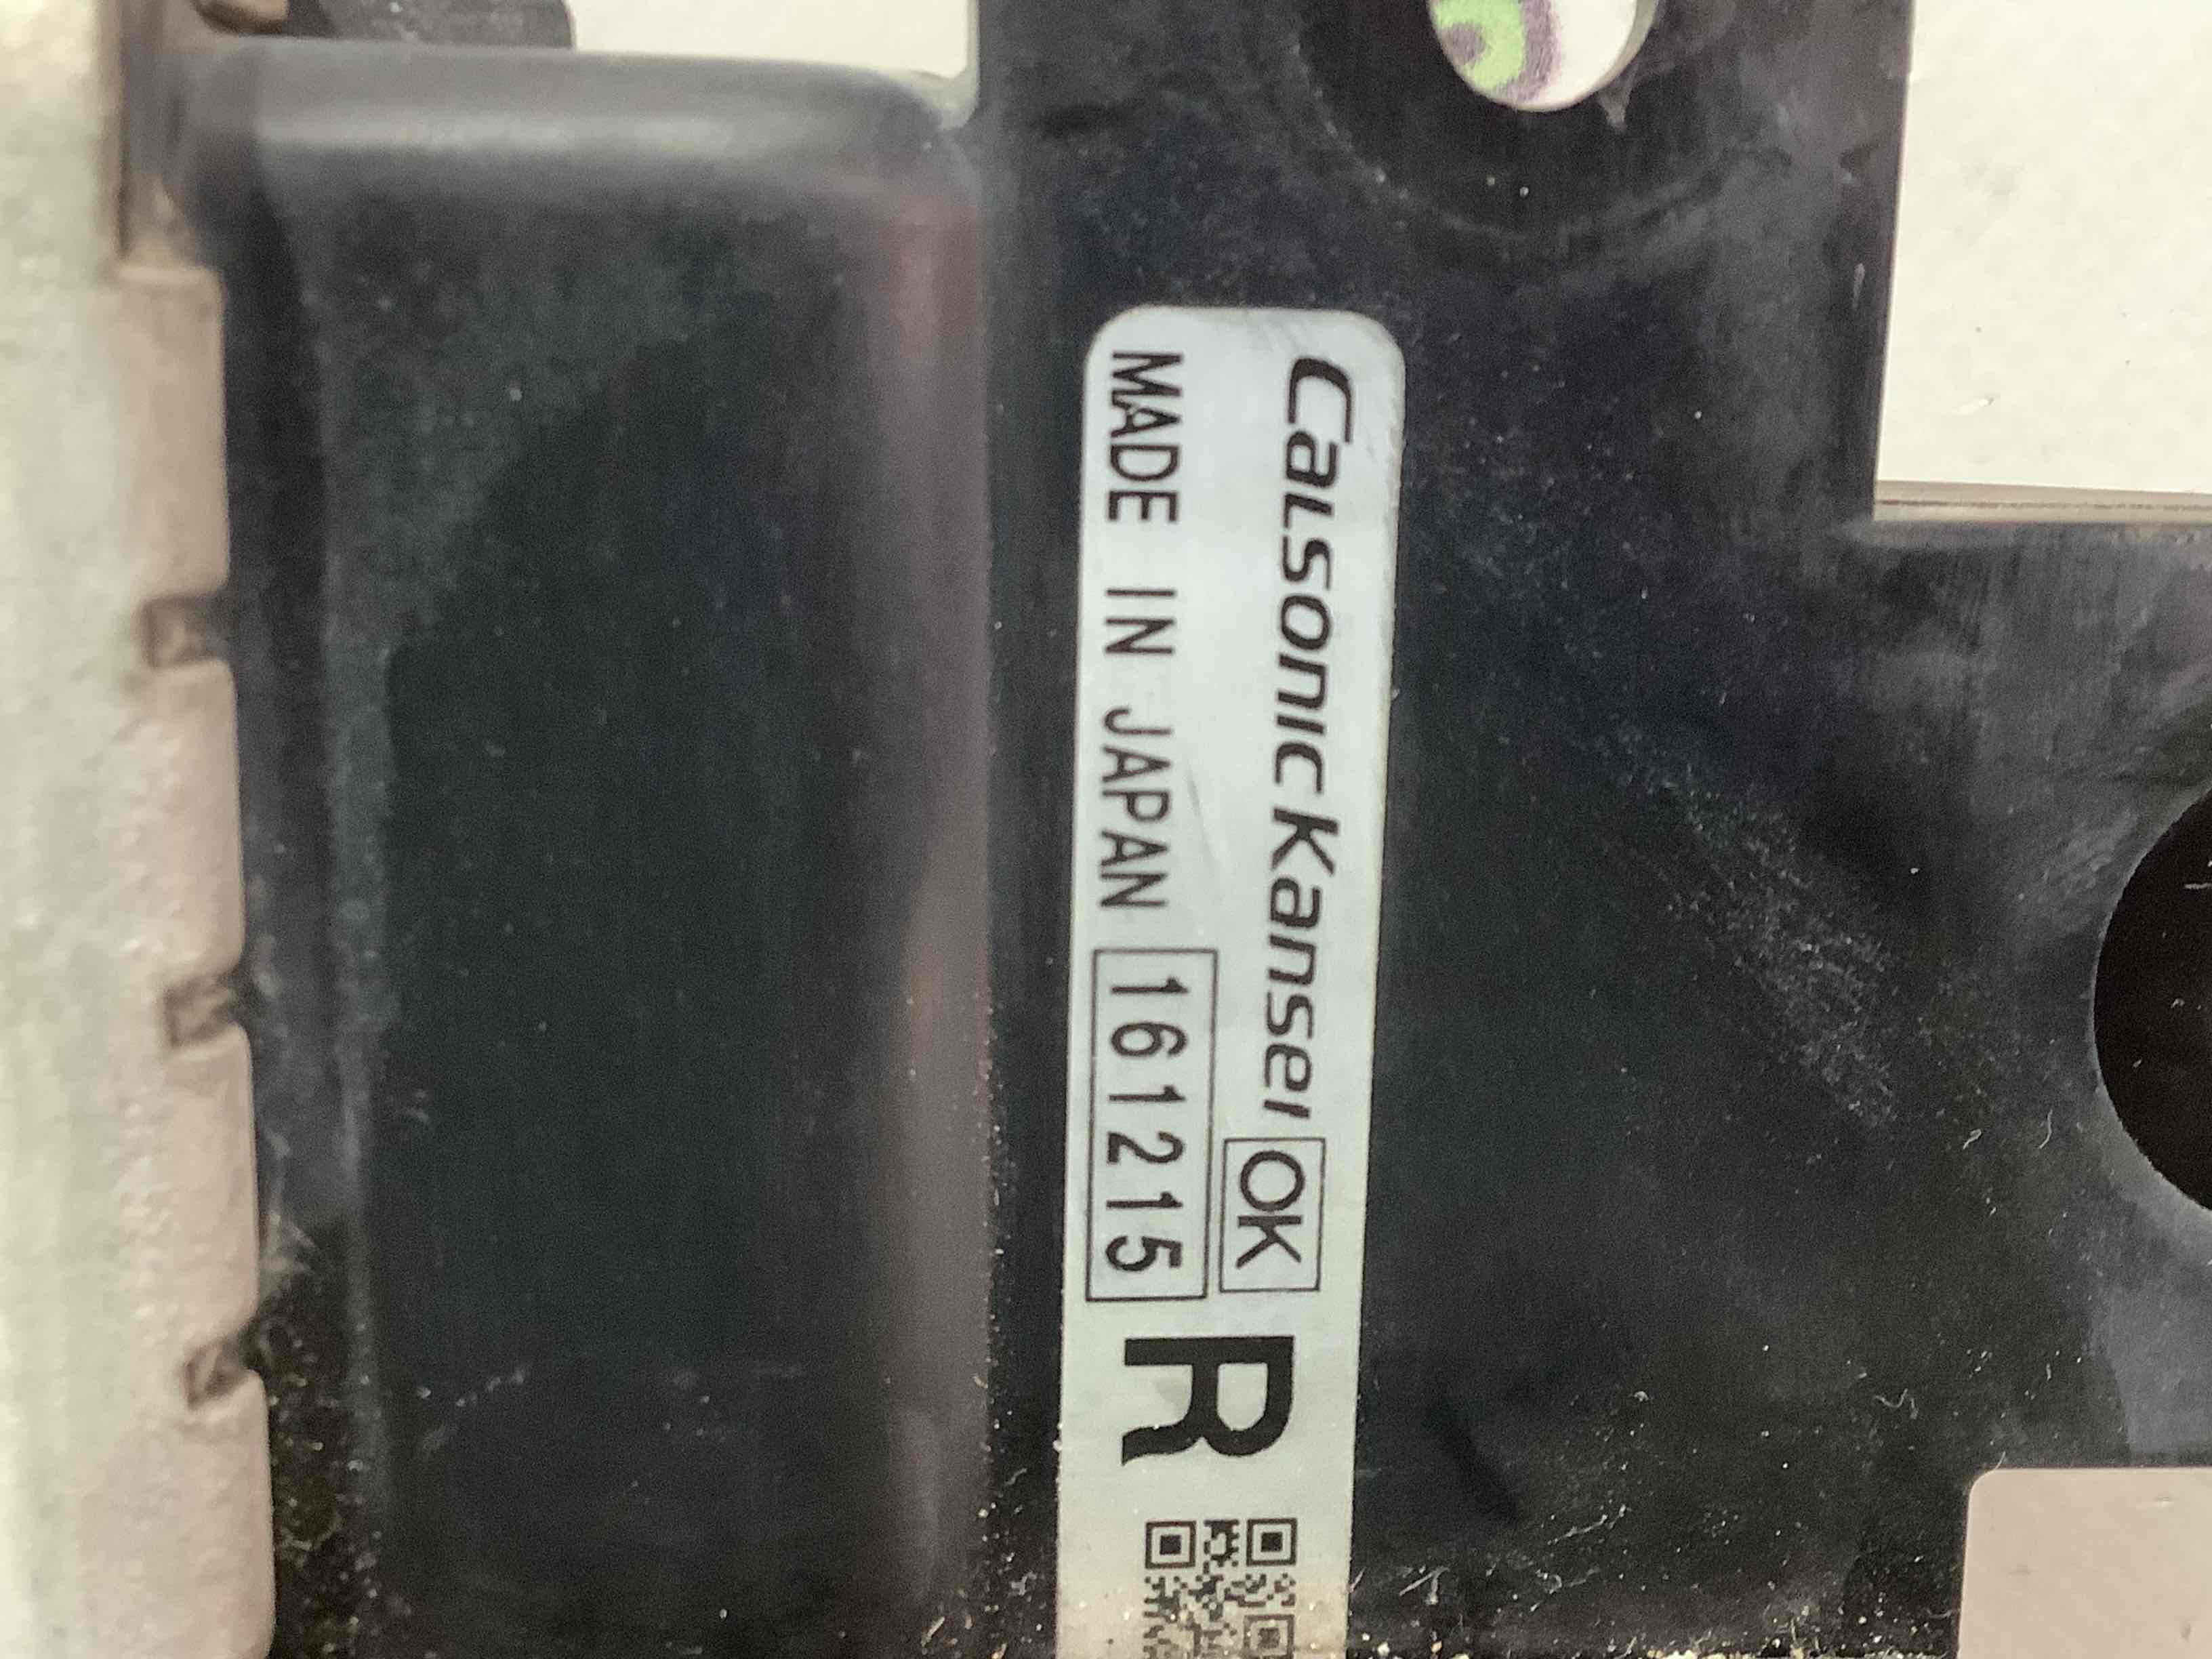 CalsonicKansei OK
MADE IN JAPAN 161215
R